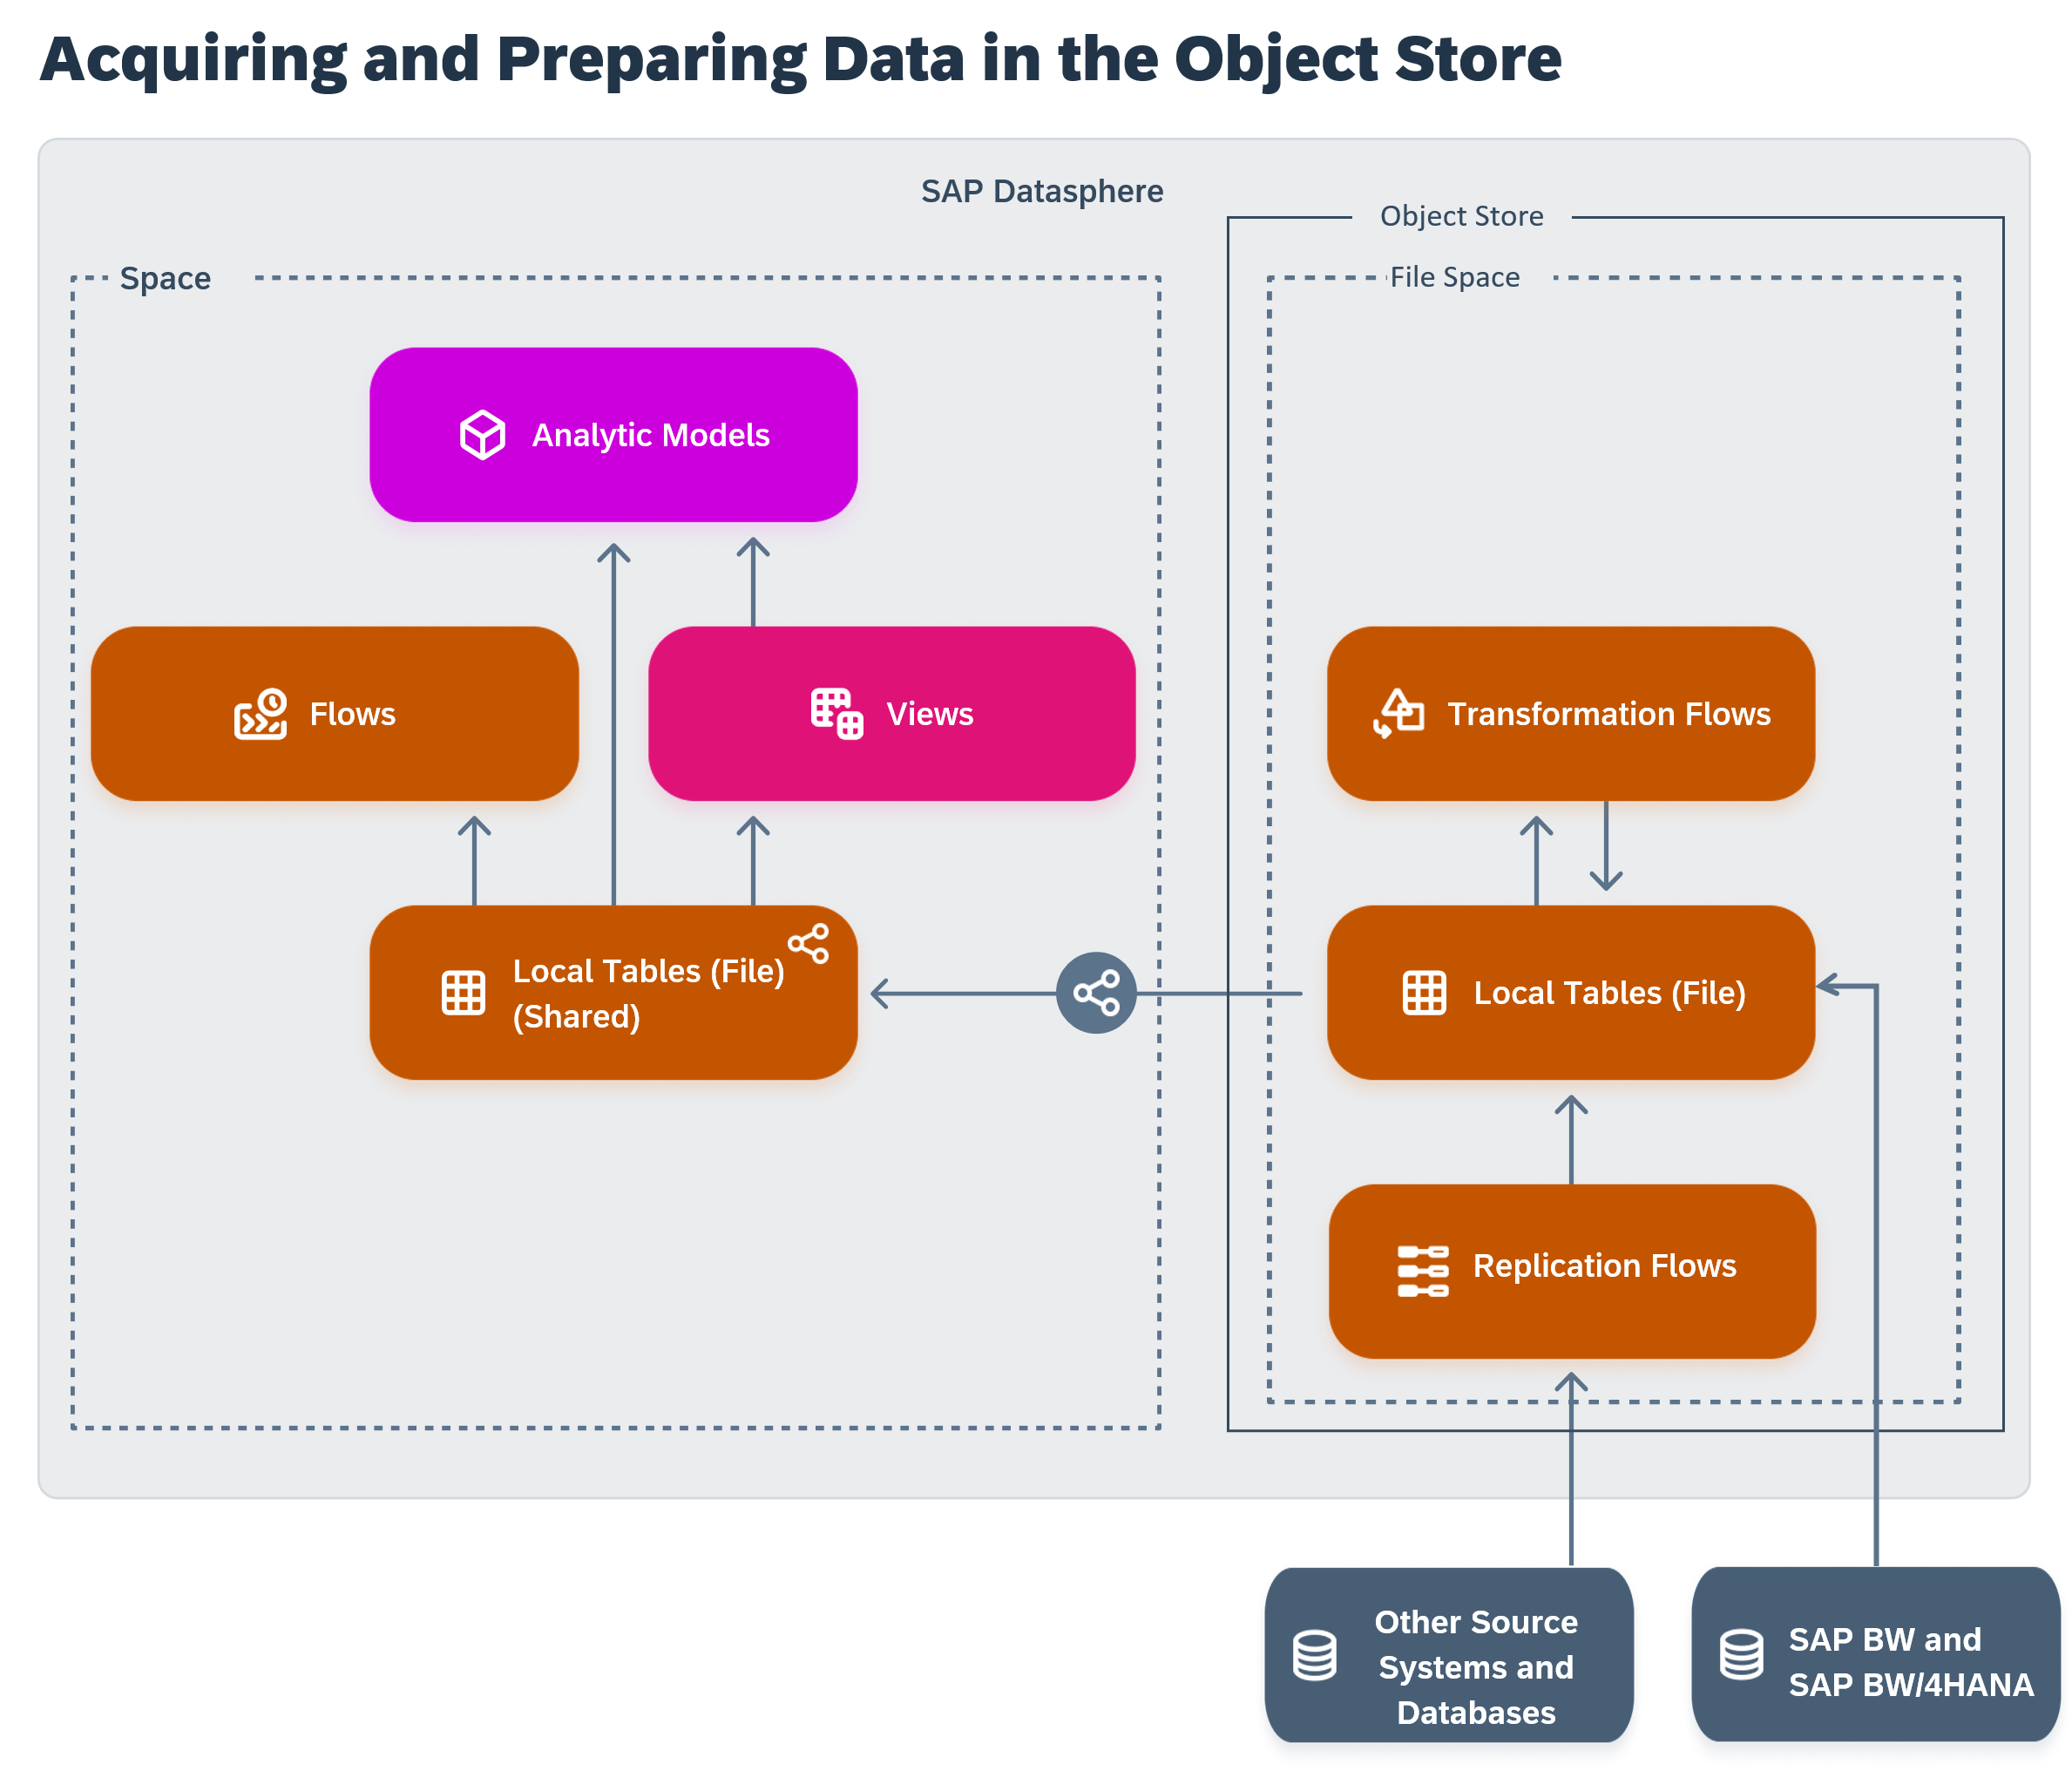 Acquiring and Preparing Data in the Object Store
SAP Datasphere
Object Store
Space
File Space
Analytic Models
Flows
Views
Transformation Flows
Local Tables (File)
(Shared)
Local Tables (File)
Replication Flows
Other Source
Systems and
Databases
SAP BW and
SAP BW/4HANA